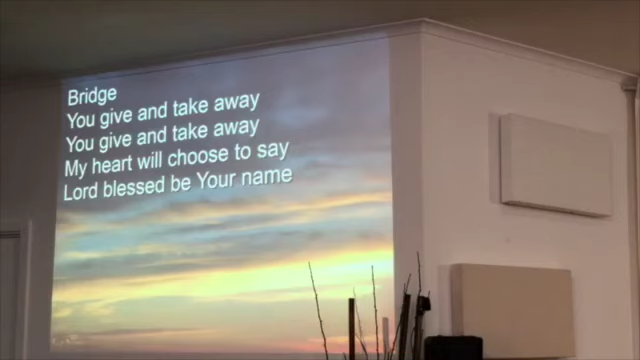 Bridge
You give and take away
You give and take away
My heart will choose to say
Lord blessed be Your name